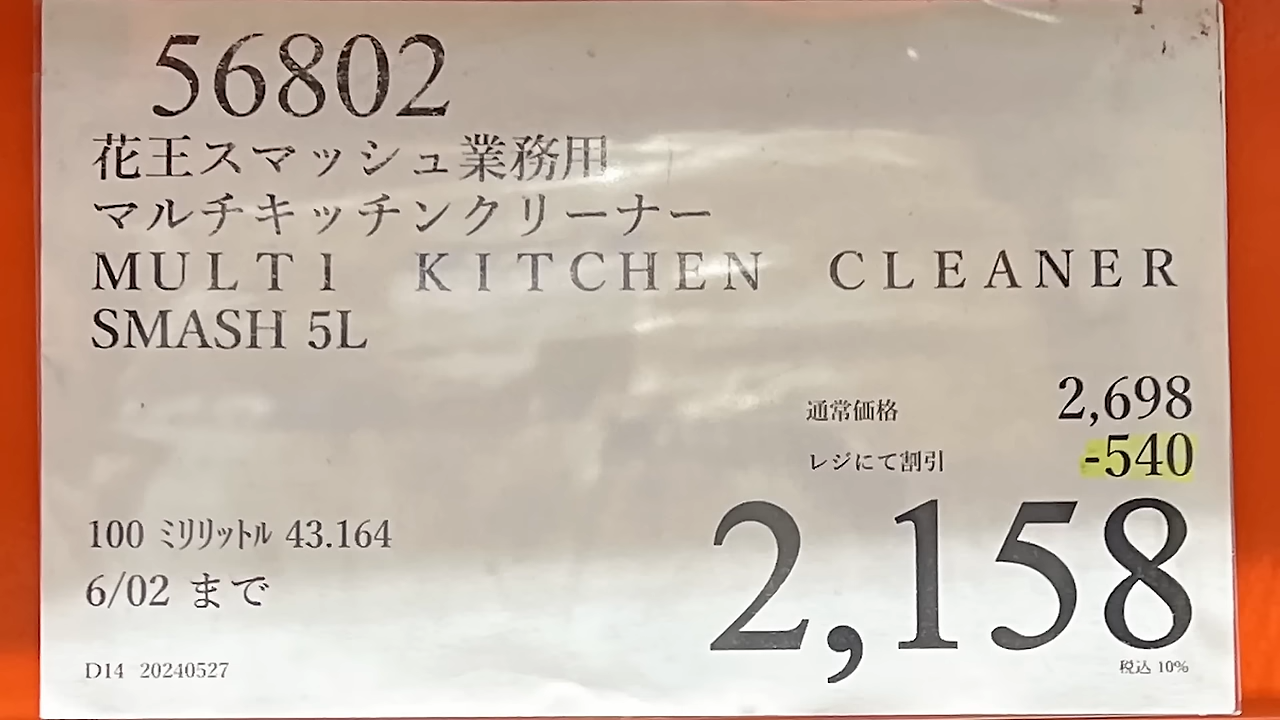 56802
花王スマッシュ業務用
マルチキッチンクリーナー
MULTI KITCHEN CLEANER
SMASH 5L
通常価格 2,698
レジにて割引 -540
2,158
100 ミリリットル 43.164
6/02 まで
税込 10%
D14 20240527